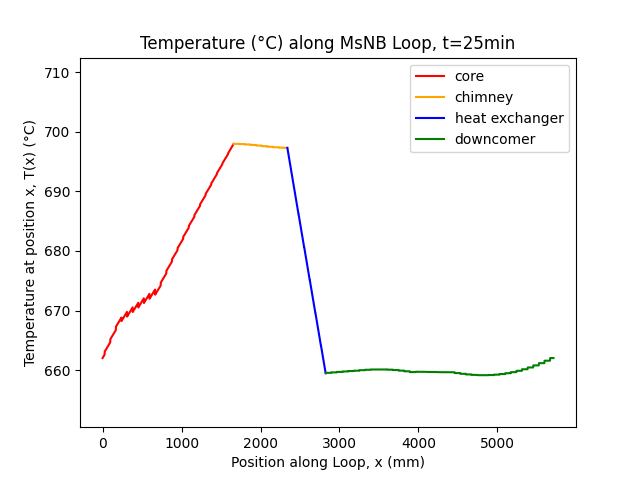 Temperature (°C) along MsNB Loop, t=25min
core
chimney
heat exchanger
downcomer
Temperature at position x, T(x) (°C)
710
700
690
680
670
660
0 1000 2000 3000 4000 5000
Position along Loop, x (mm)